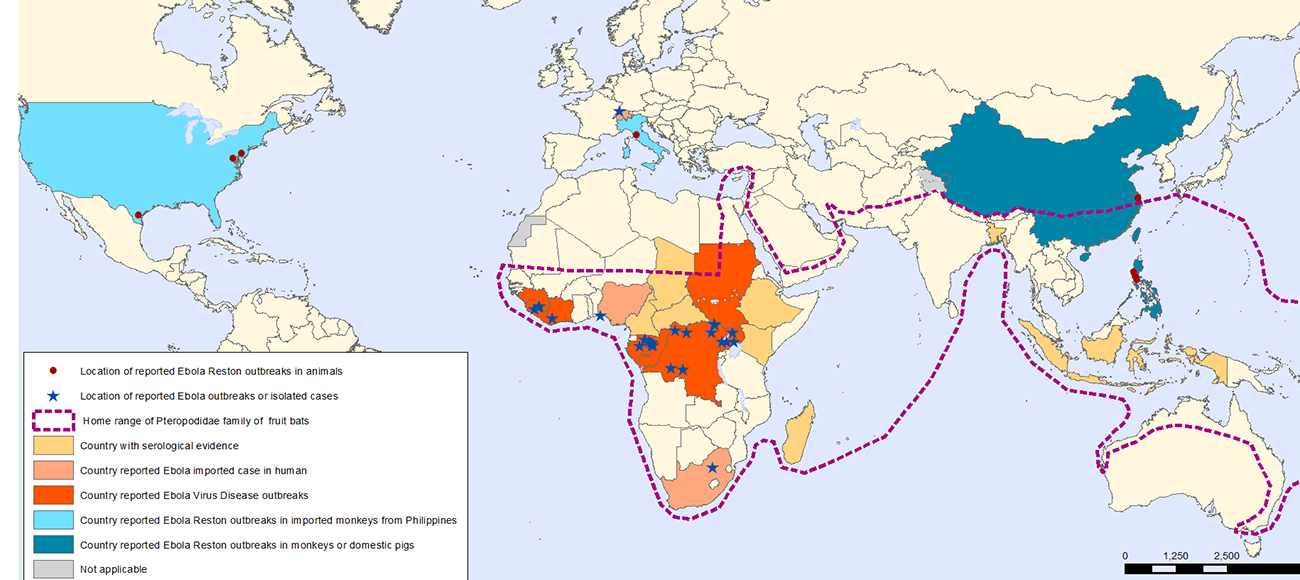 Location of reported Ebola Reston outbreaks in animals
Location of reported Ebola outbreaks or isolated cases
Home range of Pteropodidae family of fruit bats
Country with serological evidence
Country reported Ebola imported case in human
Country reported Ebola Virus Disease outbreaks
Country reported Ebola Reston outbreaks in imported monkeys from Philippines
Country reported Ebola Reston outbreaks in monkeys or domestic pigs
Not applicable
0 1,250 2,500